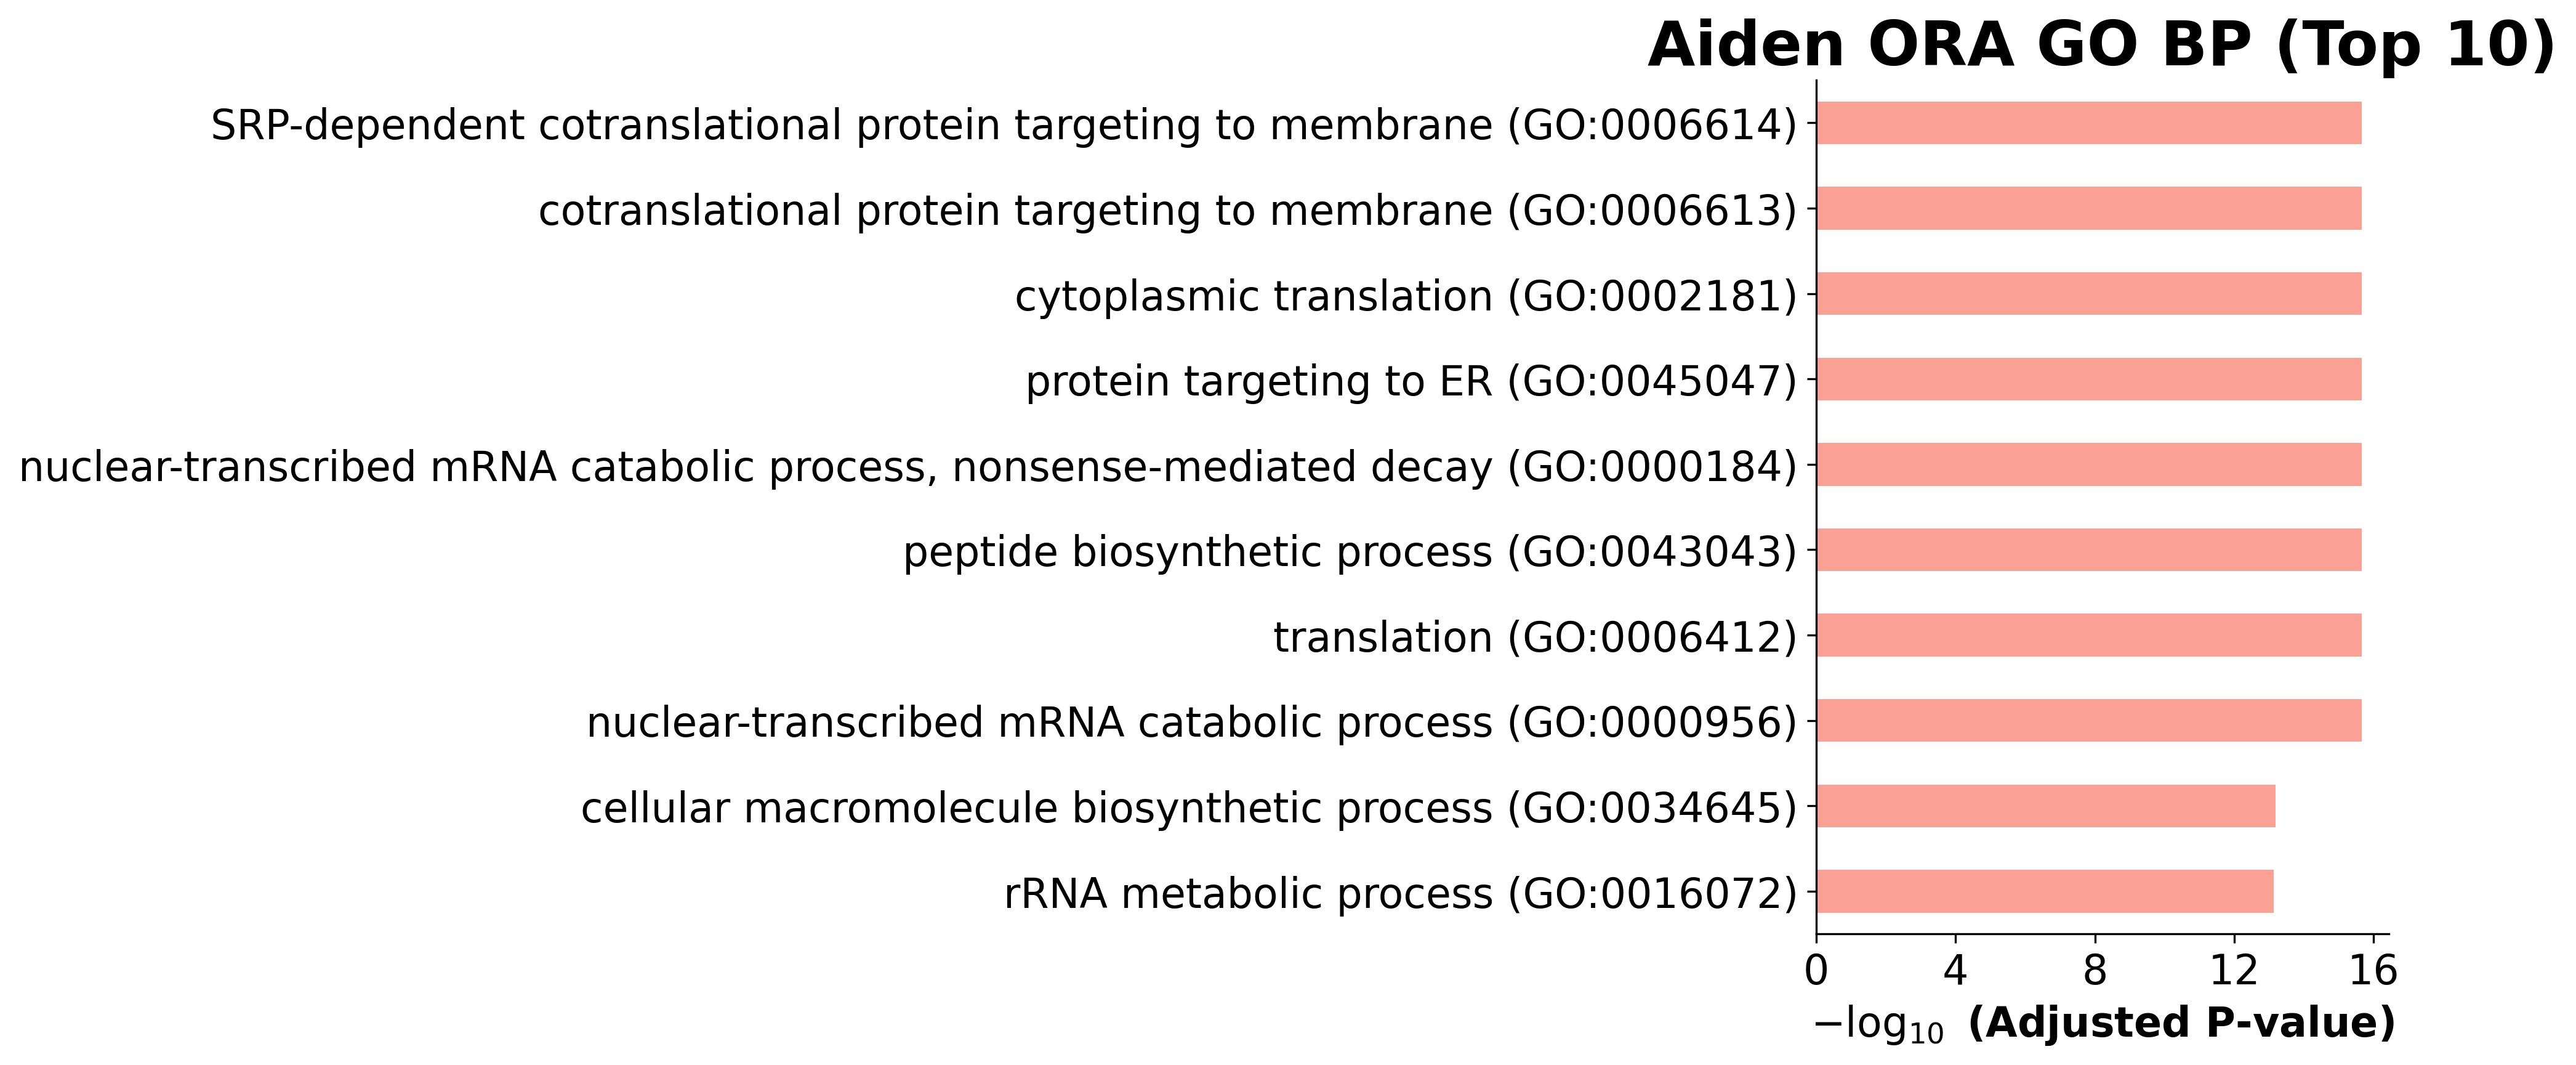 Aiden ORA GO BP (Top 10)
SRP-dependent cotranslational protein targeting to membrane (GO:0006614)
cotranslational protein targeting to membrane (GO:0006613)
cytoplasmic translation (GO:0002181)
protein targeting to ER (GO:0045047)
nuclear-transcribed mRNA catabolic process, nonsense-mediated decay (GO:0000184)
peptide biosynthetic process (GO:0043043)
translation (GO:0006412)
nuclear-transcribed mRNA catabolic process (GO:0000956)
cellular macromolecule biosynthetic process (GO:0034645)
rRNA metabolic process (GO:0016072)
0 4 8 12 16
−log₁₀ (Adjusted P-value)